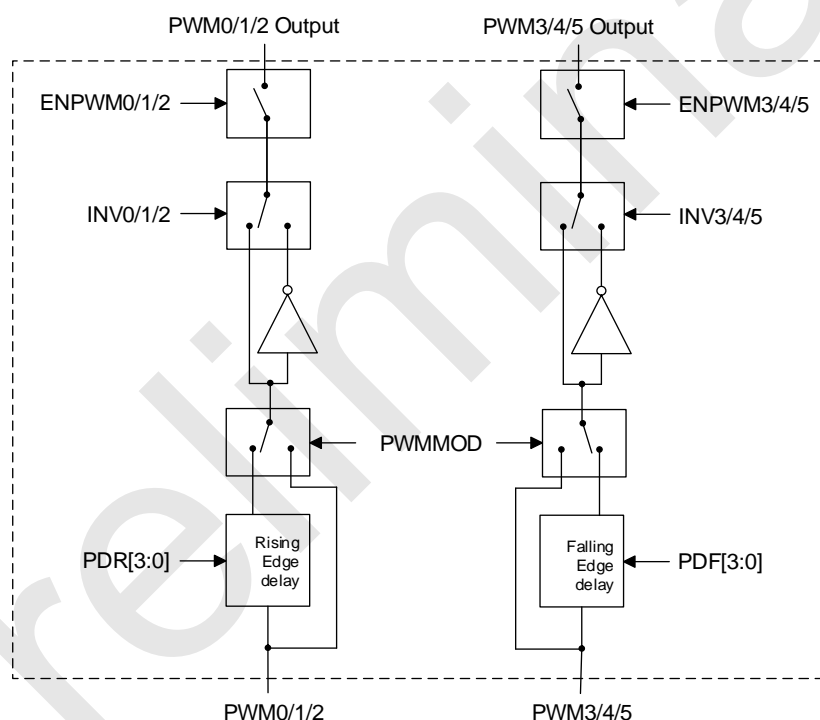 PWM0/1/2 Output PWM3/4/5 Output
ENPWM0/1/2 ENPWM3/4/5
INV0/1/2 INV3/4/5
PWMMOD
PDR[3:0] Rising Falling PDF[3:0]
Edge Edge
delay delay
PWM0/1/2 PWM3/4/5
relimina